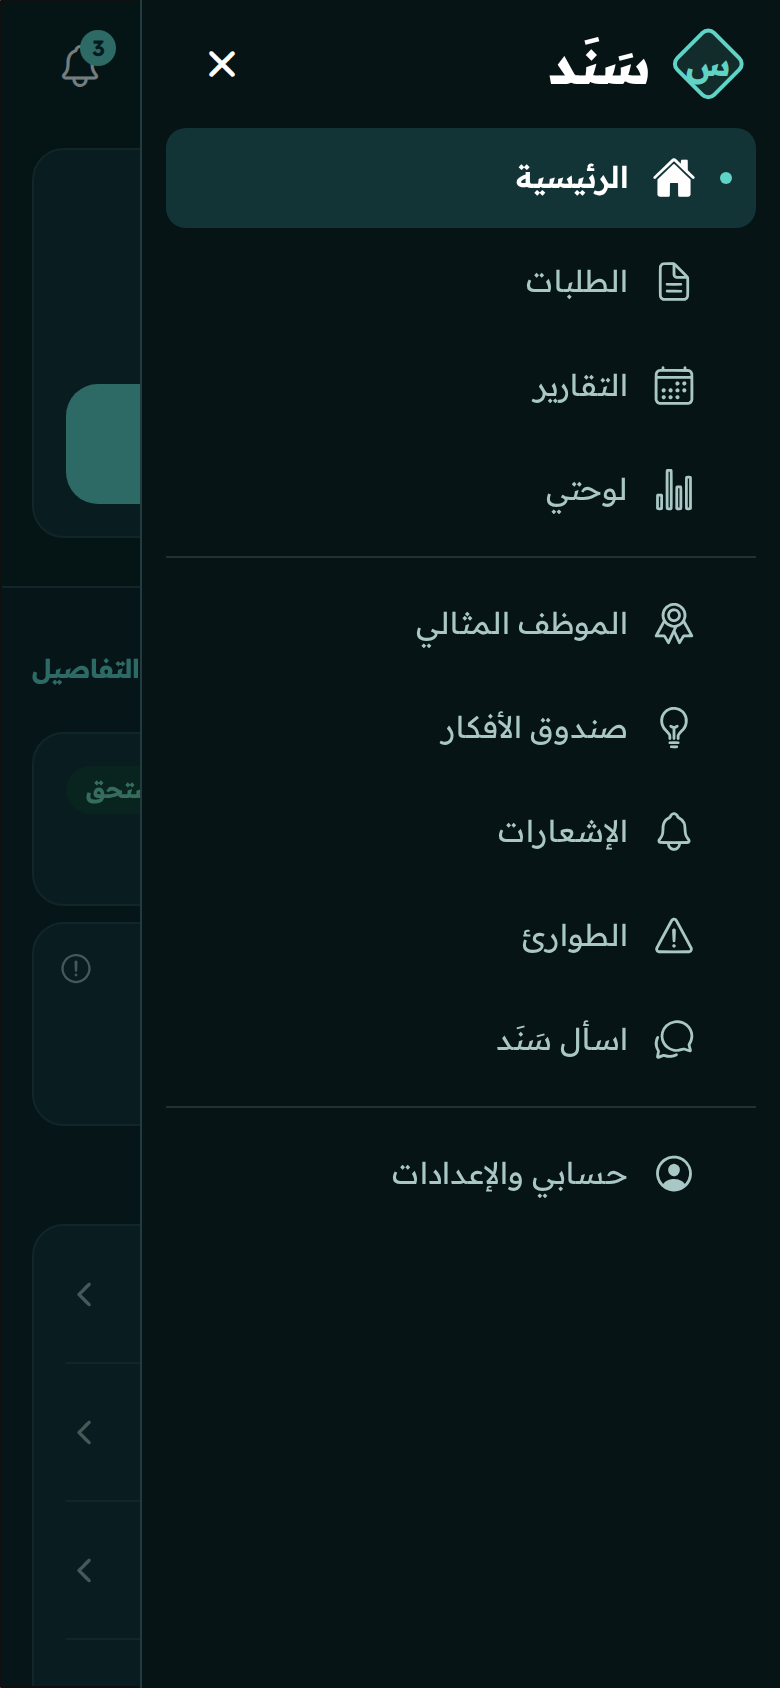 س
سَنَد
3
الرئيسية
الطلبات
التقارير
لوحتي
الموظف المثالي
التفاصيل
صندوق الأفكار
الإشعارات
الطوارئ
اسأل سَنَد
حسابي والإعدادات